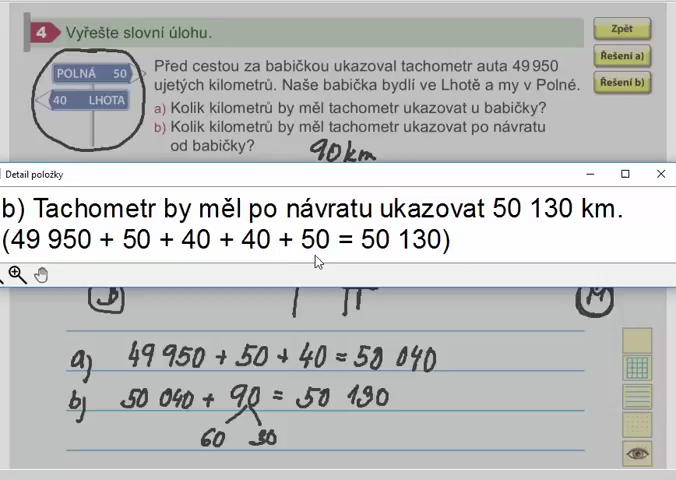 4 Vyřešte slovní úlohu.
Zpět
POLNÁ 50
40 LHOTA
Před cestou za babičkou ukazoval tachometr auta 49 950
ujetých kilometrů. Naše babička bydlí ve Lhotě a my v Polné.
a) Kolik kilometrů by měl tachometr ukazovat u babičky?
b) Kolik kilometrů by měl tachometr ukazovat po návratu
od babičky?
Řešení a)
Řešení b)
90 km
Detail položky
b) Tachometr by měl po návratu ukazovat 50 130 km.
(49 950 + 50 + 40 + 40 + 50 = 50 130)
B M
a) 49 950 + 50 + 40 = 50 040
b) 50 040 + 90 = 50 130
60 30